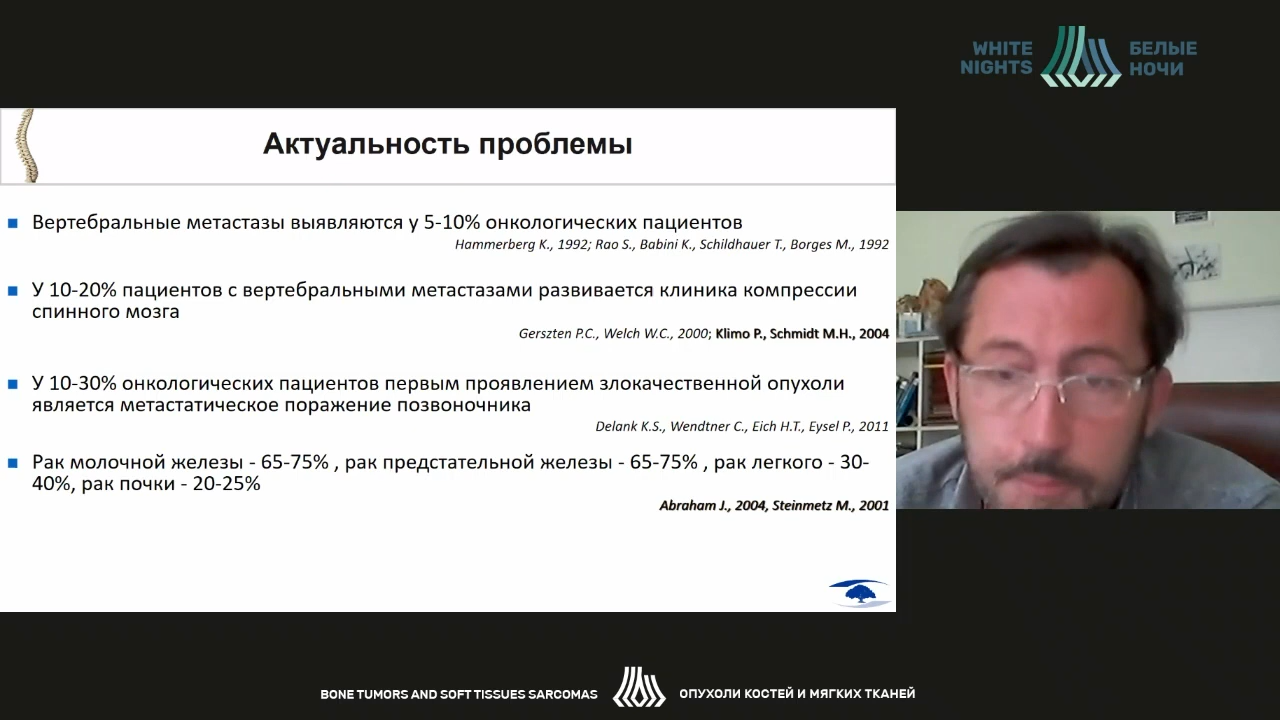 WHITE
NIGHTS
БЕЛЫЕ
НОЧИ
Актуальность проблемы
Вертебральные метастазы выявляются у 5-10% онкологических пациентов
Hammerberg K., 1992; Rao S., Babini K., Schildhauer T., Borges M., 1992
У 10-20% пациентов с вертебральными метастазами развивается клиника компрессии
спинного мозга
Gerszten P.C., Welch W.C., 2000; Klimo P., Schmidt M.H., 2004
У 10-30% онкологических пациентов первым проявлением злокачественной опухоли
является метастатическое поражение позвоночника
Delank K.S., Wendtner C., Eich H.T., Eysel P., 2011
Рак молочной железы - 65-75% , рак предстательной железы - 65-75% , рак легкого - 30-
40%, рак почки - 20-25%
Abraham J., 2004, Steinmetz M., 2001
BONE TUMORS AND SOFT TISSUES SARCOMAS
ОПУХОЛИ КОСТЕЙ И МЯГКИХ ТКАНЕЙ